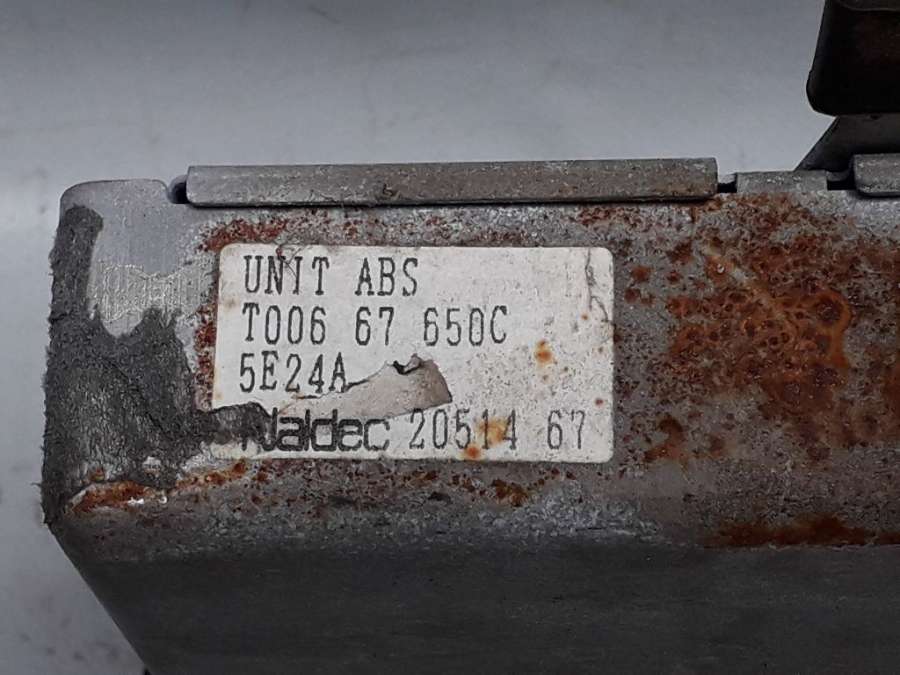 UNIT ABS
T006 67 650C
5E24A
Naldec 20514 67